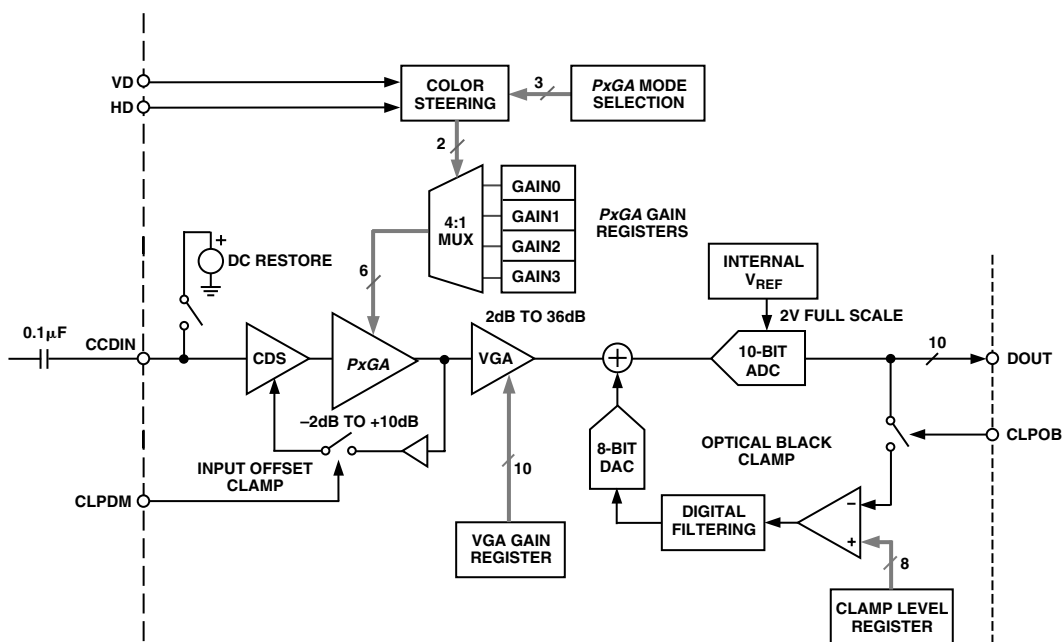 VD
HD
COLOR
STEERING
3
PxGA MODE
SELECTION
2
4:1
MUX
GAIN0
GAIN1
GAIN2
GAIN3
PxGA GAIN
REGISTERS
6
+
DC RESTORE
INTERNAL
VREF
2V FULL SCALE
2dB TO 36dB
0.1μF
CCDIN
CDS
PxGA
VGA
+
10-BIT
ADC
10
DOUT
–2dB TO +10dB
INPUT OFFSET
CLAMP
CLPDM
10
VGA GAIN
REGISTER
8-BIT
DAC
OPTICAL BLACK
CLAMP
CLPOB
DIGITAL
FILTERING
–
+
8
CLAMP LEVEL
REGISTER